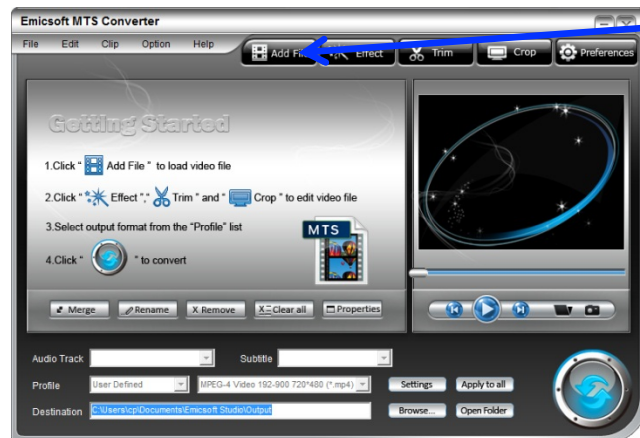 Emicsoft MTS Converter
File Edit Clip Option Help
Add File Effect Trim Crop Preferences
Getting Started
1.Click " Add File " to load video file
2.Click " Effect "," Trim " and " Crop " to edit video file
3.Select output format from the "Profile" list
4.Click " " to convert
MTS
Merge Rename X Remove X Clear all Properties
Audio Track Subtitle
Profile User Defined MPEG-4 Video 192-900 720*480 (*.mp4) Settings Apply to all
Destination C:\Users\cp\Documents\Emicsoft Studio\Output Browse... Open Folder